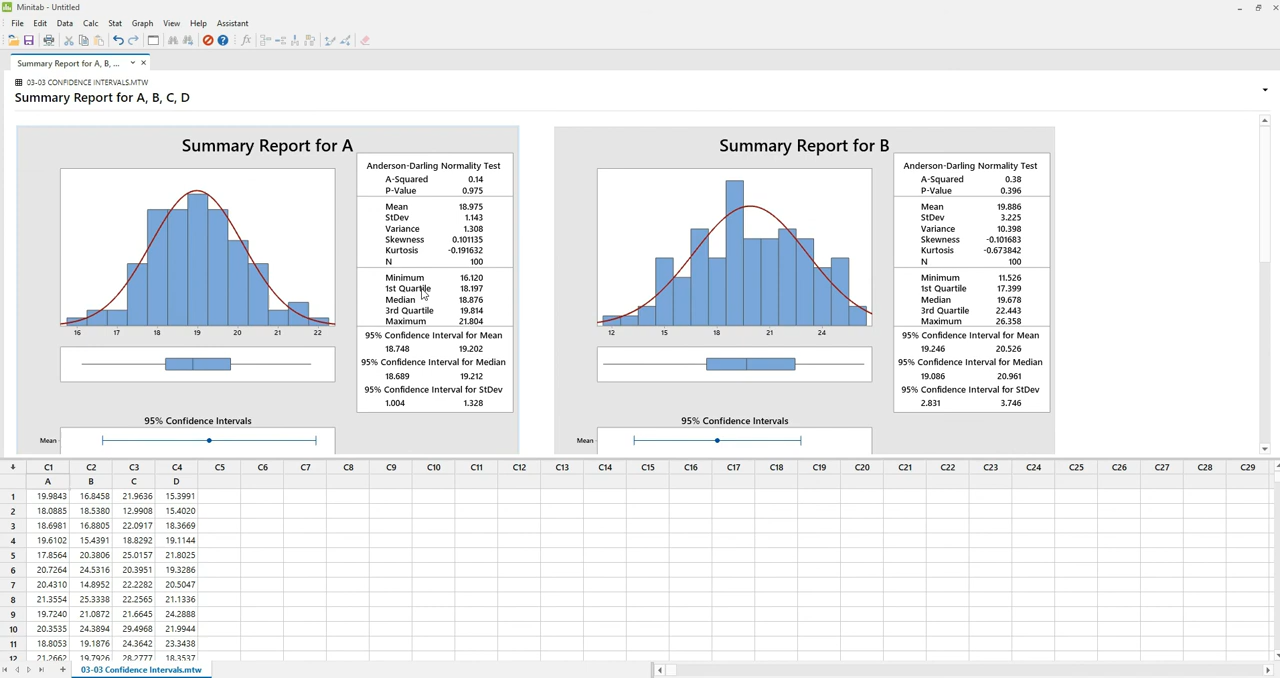 Minitab - Untitled
File Edit Data Calc Stat Graph View Help Assistant
Summary Report for A, B, ...
03-03 CONFIDENCE INTERVALS.MTW
Summary Report for A, B, C, D
Summary Report for A
Anderson-Darling Normality Test
A-Squared 0.14
P-Value 0.975
Mean 18.975
StDev 1.143
Variance 1.308
Skewness 0.101135
Kurtosis -0.191632
N 100
Minimum 16.120
1st Quartile 18.197
Median 18.876
3rd Quartile 19.814
Maximum 21.804
95% Confidence Interval for Mean
18.748 19.202
95% Confidence Interval for Median
18.689 19.212
95% Confidence Interval for StDev
1.004 1.328
16 17 18 19 20 21 22
95% Confidence Intervals
Mean
Summary Report for B
Anderson-Darling Normality Test
A-Squared 0.38
P-Value 0.396
Mean 19.886
StDev 3.225
Variance 10.398
Skewness -0.101683
Kurtosis -0.673842
N 100
Minimum 11.526
1st Quartile 17.399
Median 19.678
3rd Quartile 22.443
Maximum 26.358
95% Confidence Interval for Mean
19.246 20.526
95% Confidence Interval for Median
19.086 20.961
95% Confidence Interval for StDev
2.831 3.746
12 15 18 21 24
95% Confidence Intervals
Mean
C1 C2 C3 C4 C5 C6 C7 C8 C9 C10 C11 C12 C13 C14 C15 C16 C17 C18 C19 C20 C21 C22 C23 C24 C25 C26 C27 C28 C29
A B C D
1 19.9843 16.8458 21.9636 15.3991
2 18.0885 18.5380 12.9908 15.4020
3 18.6981 16.8805 22.0917 18.3669
4 19.6102 15.4391 18.8292 19.1144
5 17.8564 20.3806 25.0157 21.8025
6 20.7264 24.5316 20.3951 19.3286
7 20.4310 14.8952 22.2282 20.5047
8 21.3554 25.3338 22.2565 21.1336
9 19.7240 21.0872 21.6645 24.2888
10 20.3535 24.3894 29.4968 21.9944
11 18.8053 19.1876 24.3642 23.3438
12 21.2662 19.7926 28.2777 18.3537
03-03 Confidence Intervals.mtw